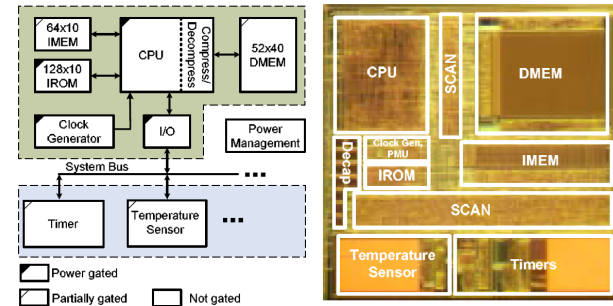 64x10
IMEM
128x10
IROM
CPU
Compress/
Decompress
52x40
DMEM
Clock
Generator
I/O
Power
Management
System Bus
...
Timer
Temperature
Sensor
...
Power gated
Partially gated
Not gated
CPU
SCAN
DMEM
Clock Gen,
PMU
IROM
Decap
IMEM
SCAN
Temperature
Sensor
Timers